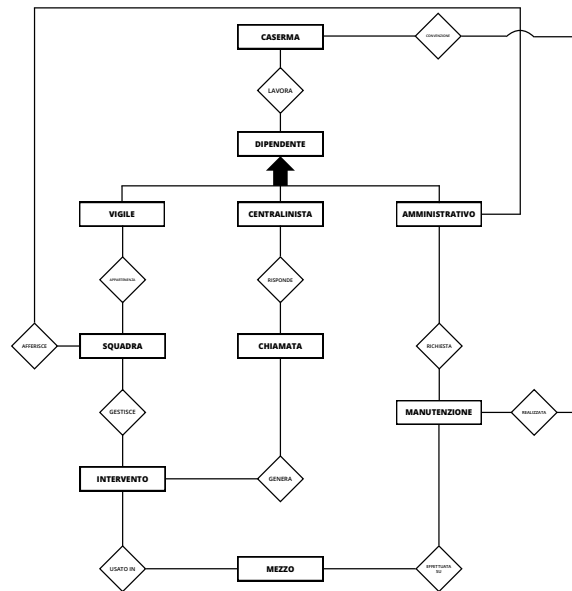 CASERMA
CONVENZIONE
LAVORA
DIPENDENTE
VIGILE
CENTRALINISTA
AMMINISTRATIVO
APPARTENENZA
RISPONDE
AFFERISCE
SQUADRA
CHIAMATA
RICHIESTA
GESTISCE
MANUTENZIONE
REALIZZATA
INTERVENTO
GENERA
USATO IN
MEZZO
EFFETTUATA
SU